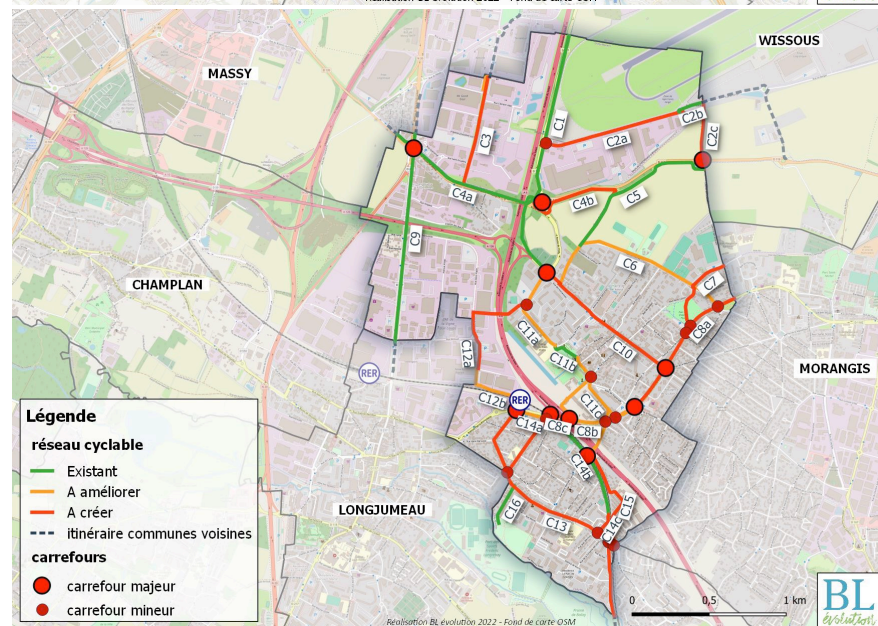 WISSOUS
MASSY
C1
C2b
C3
C2a
C2c
C4a
C4b
C5
C9
C6
CHAMPLAN
C7
C8a
C11a
C10
C12a
C11b
RER
MORANGIS
RER
C12b
C11c
C14a
C8c
C8b
C14b
LONGJUMEAU
C16
C13
C15
C14c
Légende
réseau cyclable
Existant
A améliorer
A créer
itinéraire communes voisines
carrefours
carrefour majeur
carrefour mineur
0 0,5 1 km
BL
évolution
Réalisation BL évolution 2022 - Fond de carte OSM